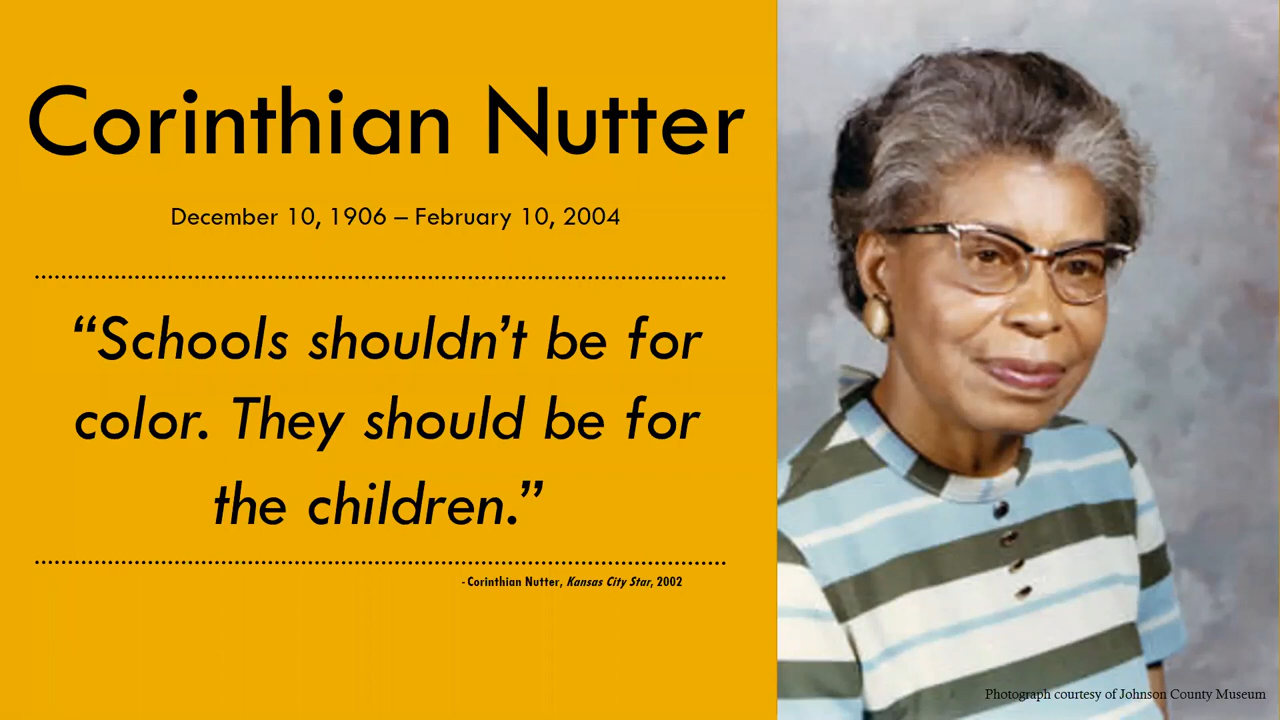 Corinthian Nutter
December 10, 1906 – February 10, 2004
“Schools shouldn’t be for
color. They should be for
the children.”
- Corinthian Nutter, Kansas City Star, 2002
Photograph courtesy of Johnson County Museum